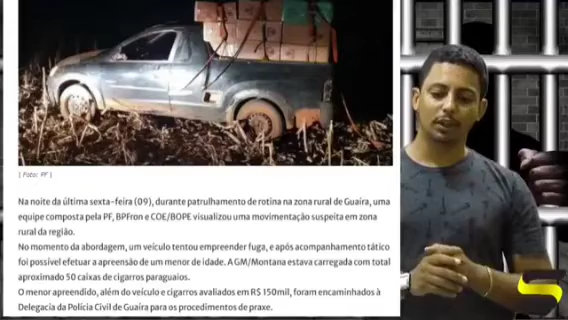 | Foto: PF |
Na noite da última sexta-feira (09), durante patrulhamento de rotina na zona rural de Guaíra, uma
equipe composta pela PF, BPFron e COE/BOPE visualizou uma movimentação suspeita em zona
rural da região.
No momento da abordagem, um veículo tentou empreender fuga, e após acompanhamento tático
foi possível efetuar a apreensão de um menor de idade. A GM/Montana estava carregada com total
aproximado 50 caixas de cigarros paraguaios.
O menor apreendido, além do veículo e cigarros avaliados em R$ 150mil, foram encaminhados à
Delegacia da Polícia Civil de Guaíra para os procedimentos de praxe.